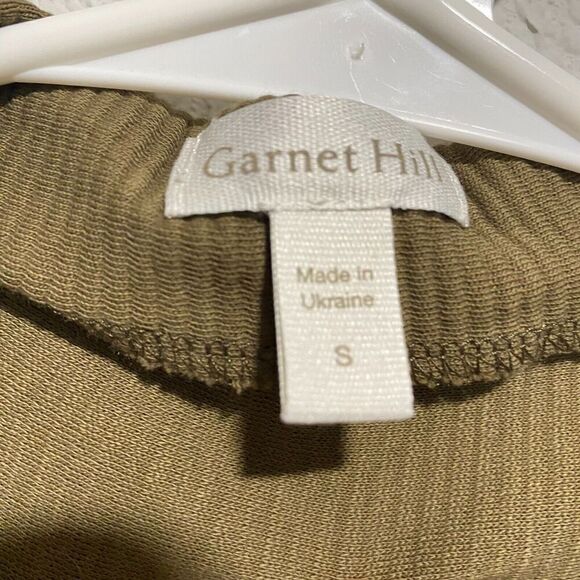 Garnet Hill
Made in
Ukraine
S